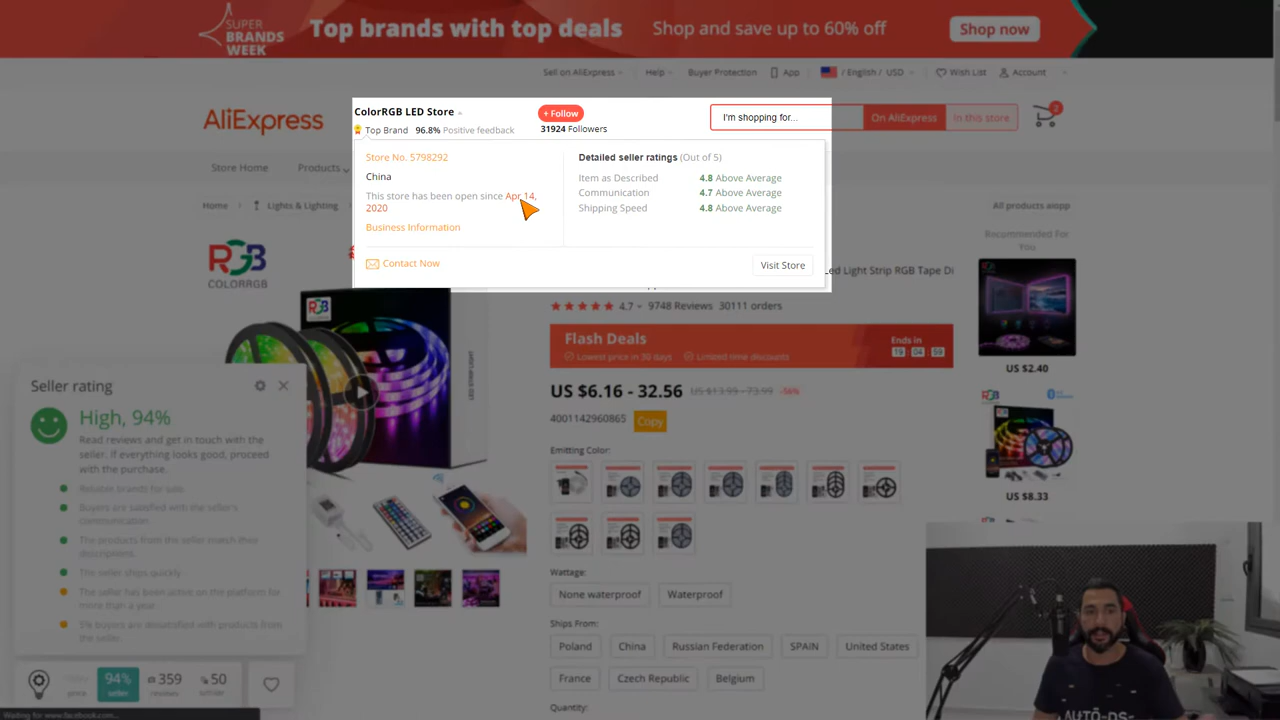 SUPER
BRANDS
WEEK
Top brands with top deals
Shop and save up to 60% off
Shop now
Sell on AliExpress
Help
Buyer Protection
App
/ English / USD
Wish List
Account
AliExpress
ColorRGB LED Store
+ Follow
Top Brand 96.8% Positive feedback
31924 Followers
I'm shopping for...
On AliExpress
In this store
2
Store No. 5798292
China
This store has been open since Apr 14,
2020
Business Information
Contact Now
Detailed seller ratings (Out of 5)
Item as Described 4.8 Above Average
Communication 4.7 Above Average
Shipping Speed 4.8 Above Average
Visit Store
Store Home
Products
Home
Lights & Lighting
All products aiopp
Recommended For
You
RGB
COLORRGB
Led Light Strip RGB Tape Di
4.7
9748 Reviews
30111 orders
Flash Deals
Lowest price in 30 days
Limited time discounts
Ends in
19 04 59
US $6.16 - 32.56
US $13.99 - 73.99
-56%
4001142960865
Copy
Emitting Color:
Wattage:
None waterproof
Waterproof
Ships From:
Poland
China
Russian Federation
SPAIN
United States
France
Czech Republic
Belgium
Quantity:
US $2.40
US $8.33
RGB
LED STRIP LIGHT
Seller rating
High, 94%
Read reviews and get in touch with the
seller. If everything looks good, proceed
with the purchase.
Reliable brands for sale
Buyers are satisfied with the seller's
communication.
The products from the seller match their
description.
The seller ships quickly
The seller has been active on the platform for
more than a year
5% buyers are dissatisfied with products from
the seller.
price
94%
seller
359
reviews
50
similar
Waiting for www.facebook.com...
AUTO-DS